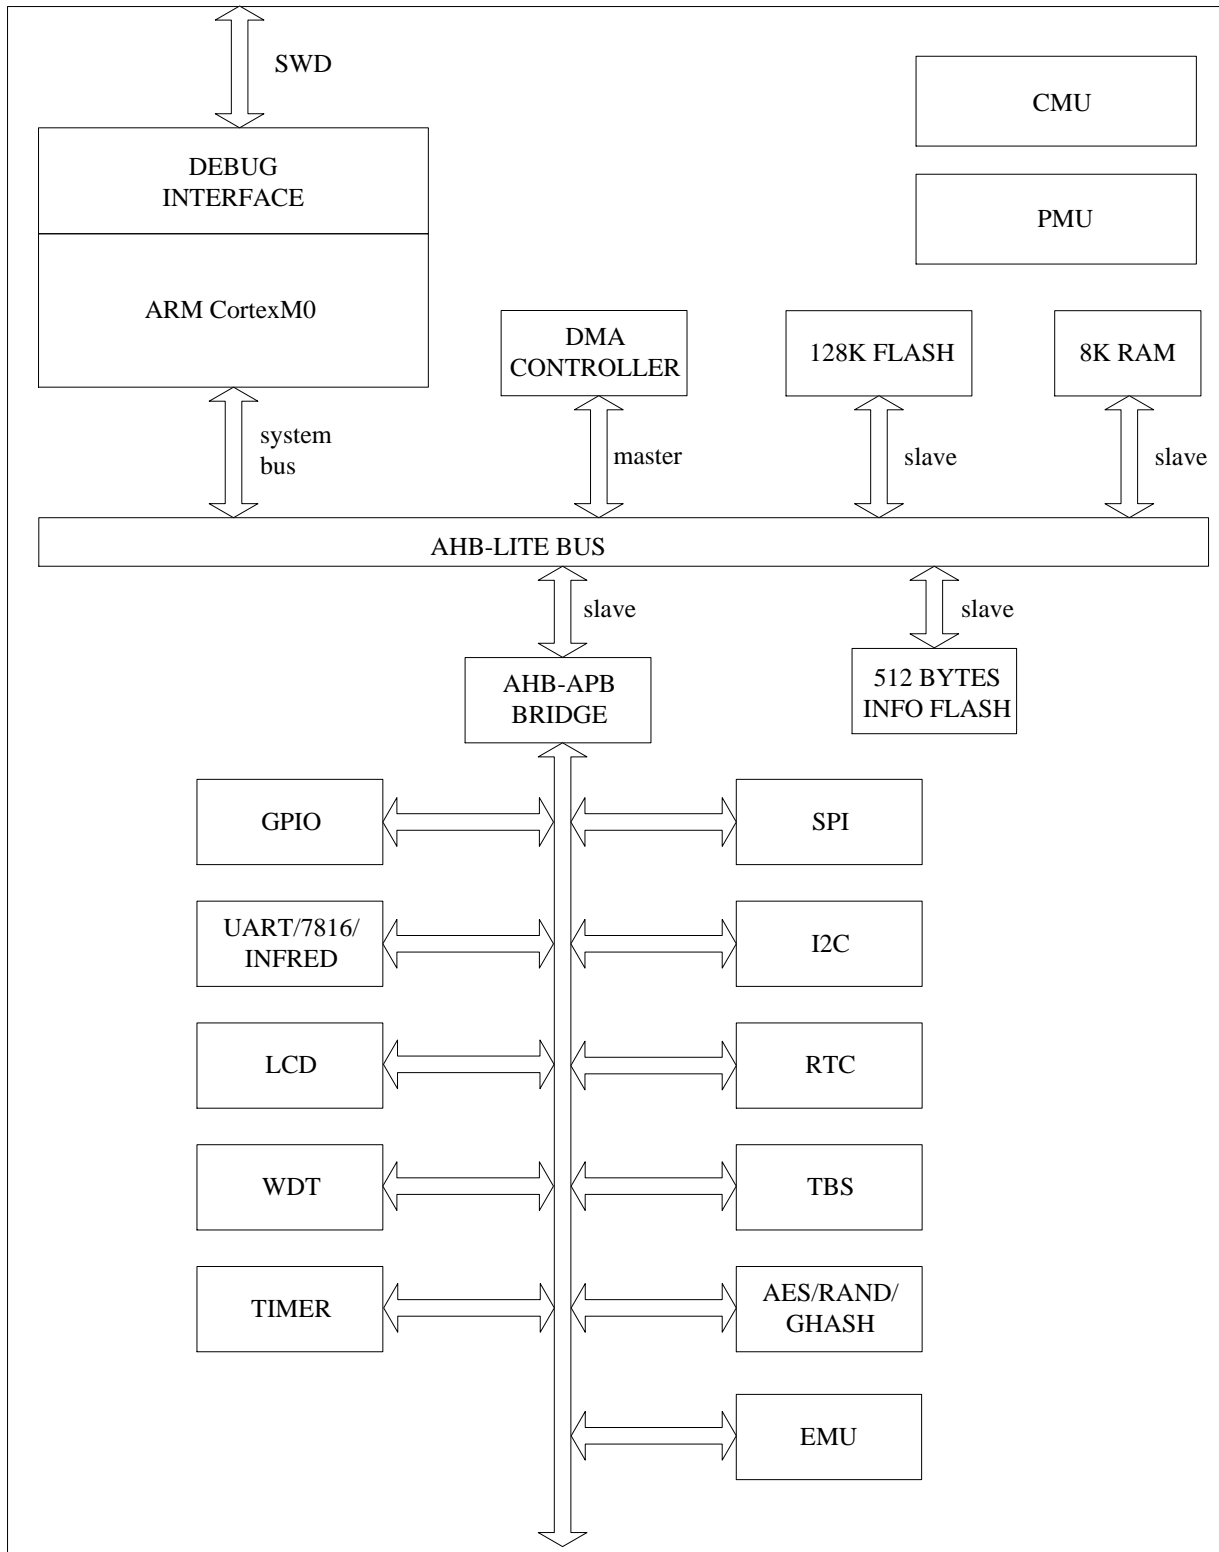 SWD
CMU
DEBUG
INTERFACE
PMU
ARM CortexM0
DMA
CONTROLLER
128K FLASH
8K RAM
system
bus
master
slave
slave
AHB-LITE BUS
slave
slave
AHB-APB
BRIDGE
512 BYTES
INFO FLASH
GPIO
SPI
UART/7816/
INFRED
I2C
LCD
RTC
WDT
TBS
TIMER
AES/RAND/
GHASH
EMU